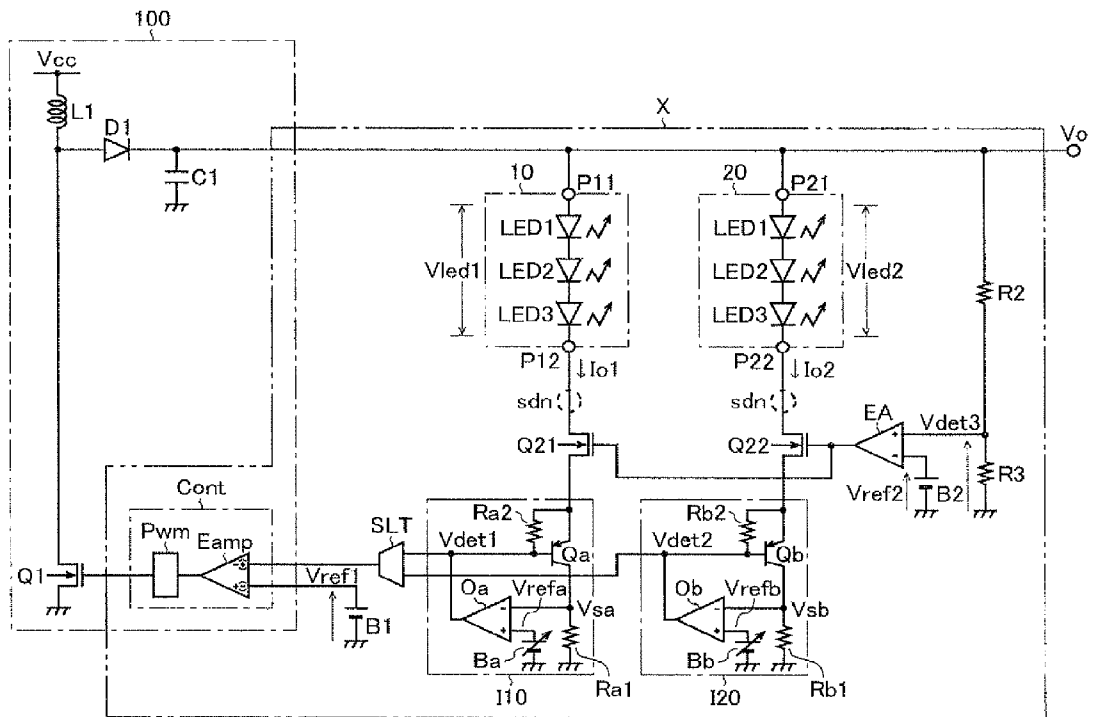 100
Vcc
L1
D1
C1
X
Vo
10
P11
20
P21
LED1
LED1
Vled1
LED2
Vled2
LED2
LED3
LED3
R2
P12
Io1
P22
Io2
sdn
sdn
EA
Vdet3
Q21
Q22
Vref2
B2
R3
Cont
Pwm
Eamp
SLT
Ra2
Vdet1
Qa
Rb2
Vdet2
Qb
Q1
Vref1
B1
Oa
Vrefa
Vsa
Ob
Vrefb
Vsb
Ba
Bb
I10
Ra1
I20
Rb1